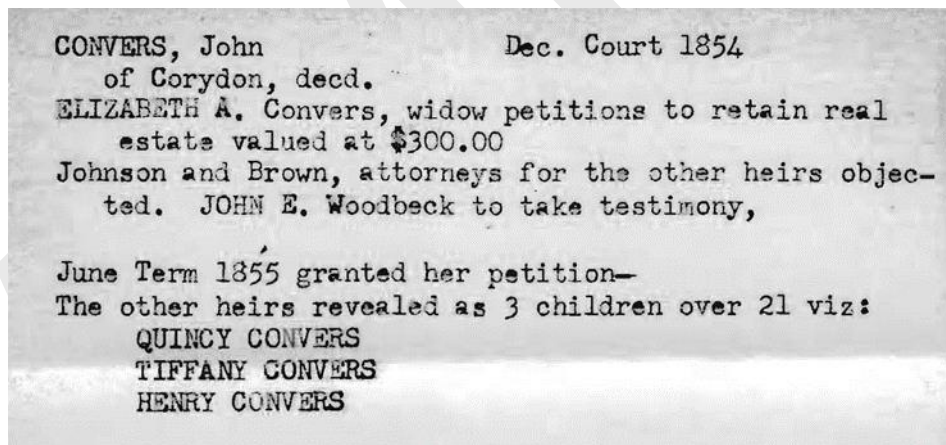 CONVERS, John Dec. Court 1854
of Corydon, decd.
ELIZABETH A. Convers, widow petitions to retain real
estate valued at $300.00
Johnson and Brown, attorneys for the other heirs objec-
ted. JOHN E. Woodbeck to take testimony,
June Term 1855 granted her petition—
The other heirs revealed as 3 children over 21 viz:
QUINCY CONVERS
TIFFANY CONVERS
HENRY CONVERS